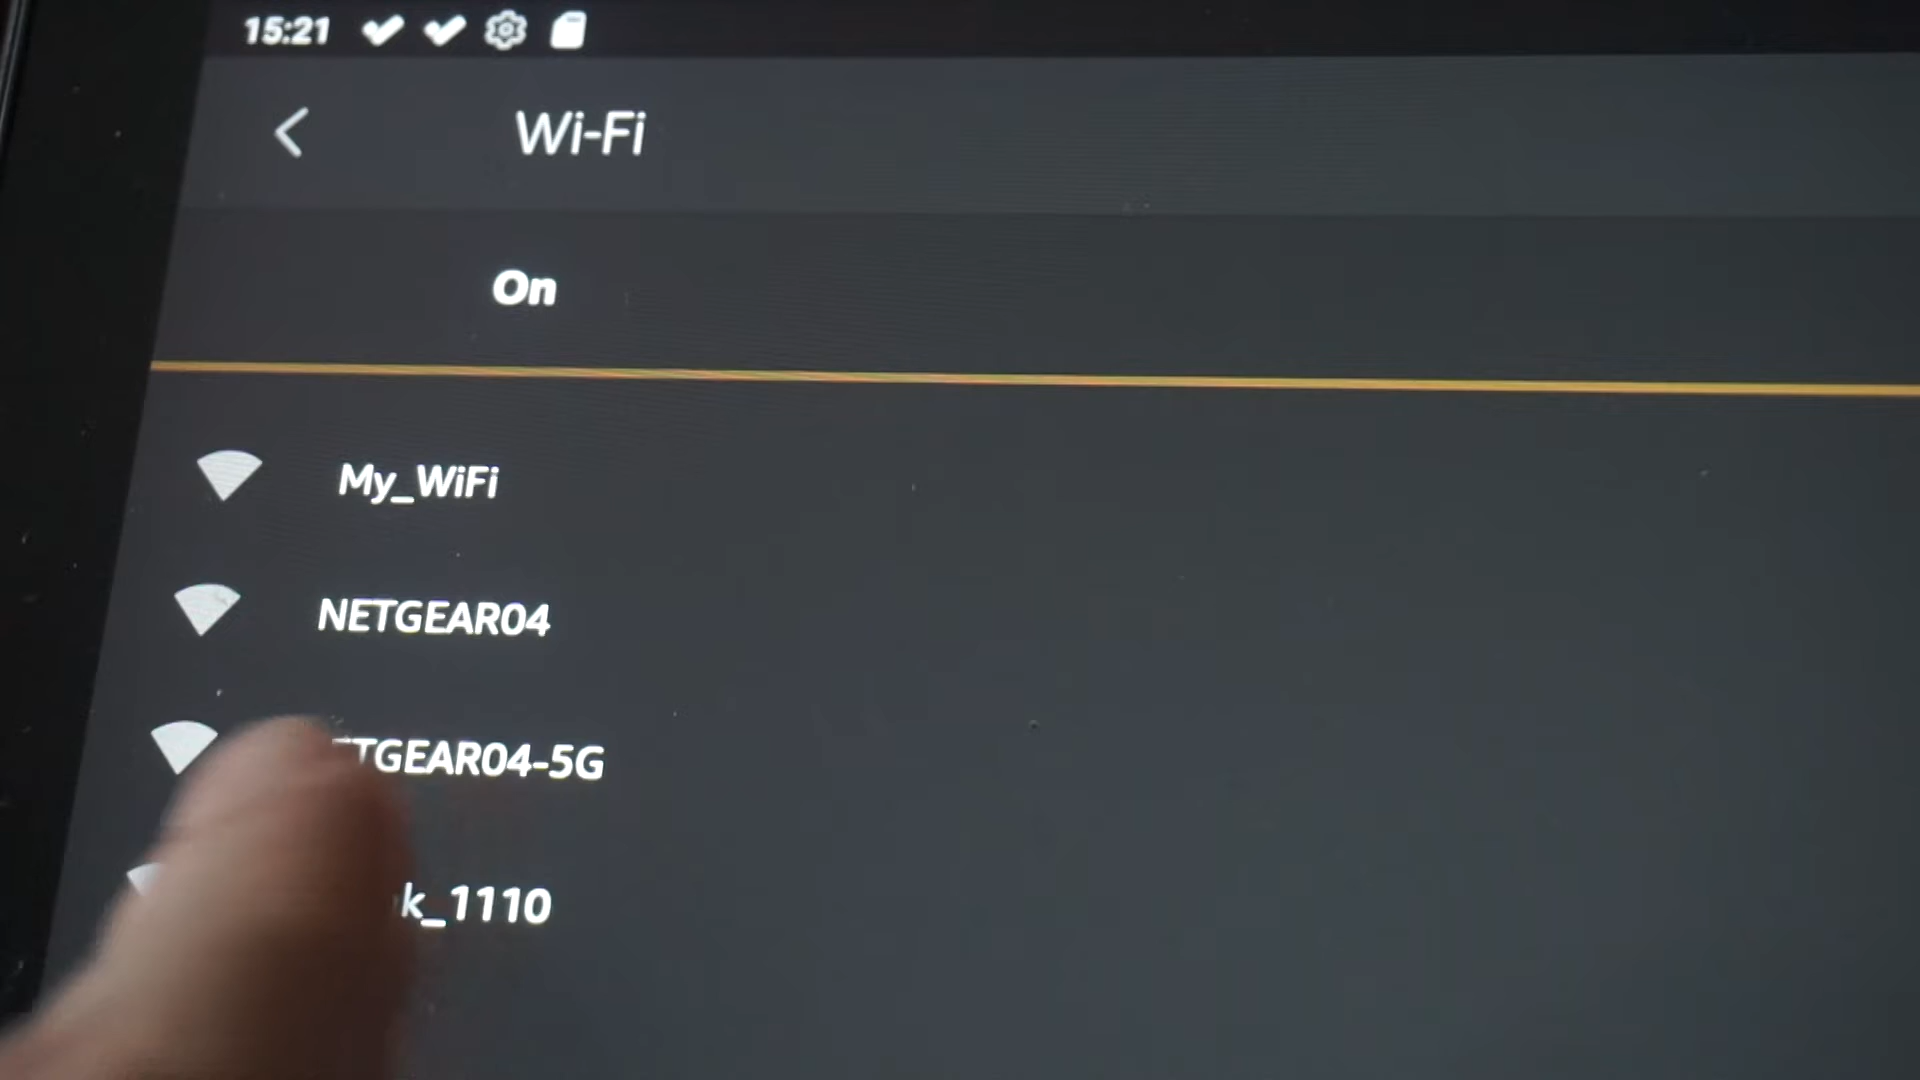 15:21
Wi-Fi
On
My_WiFi
NETGEAR04
TGEAR04-5G
k_1110